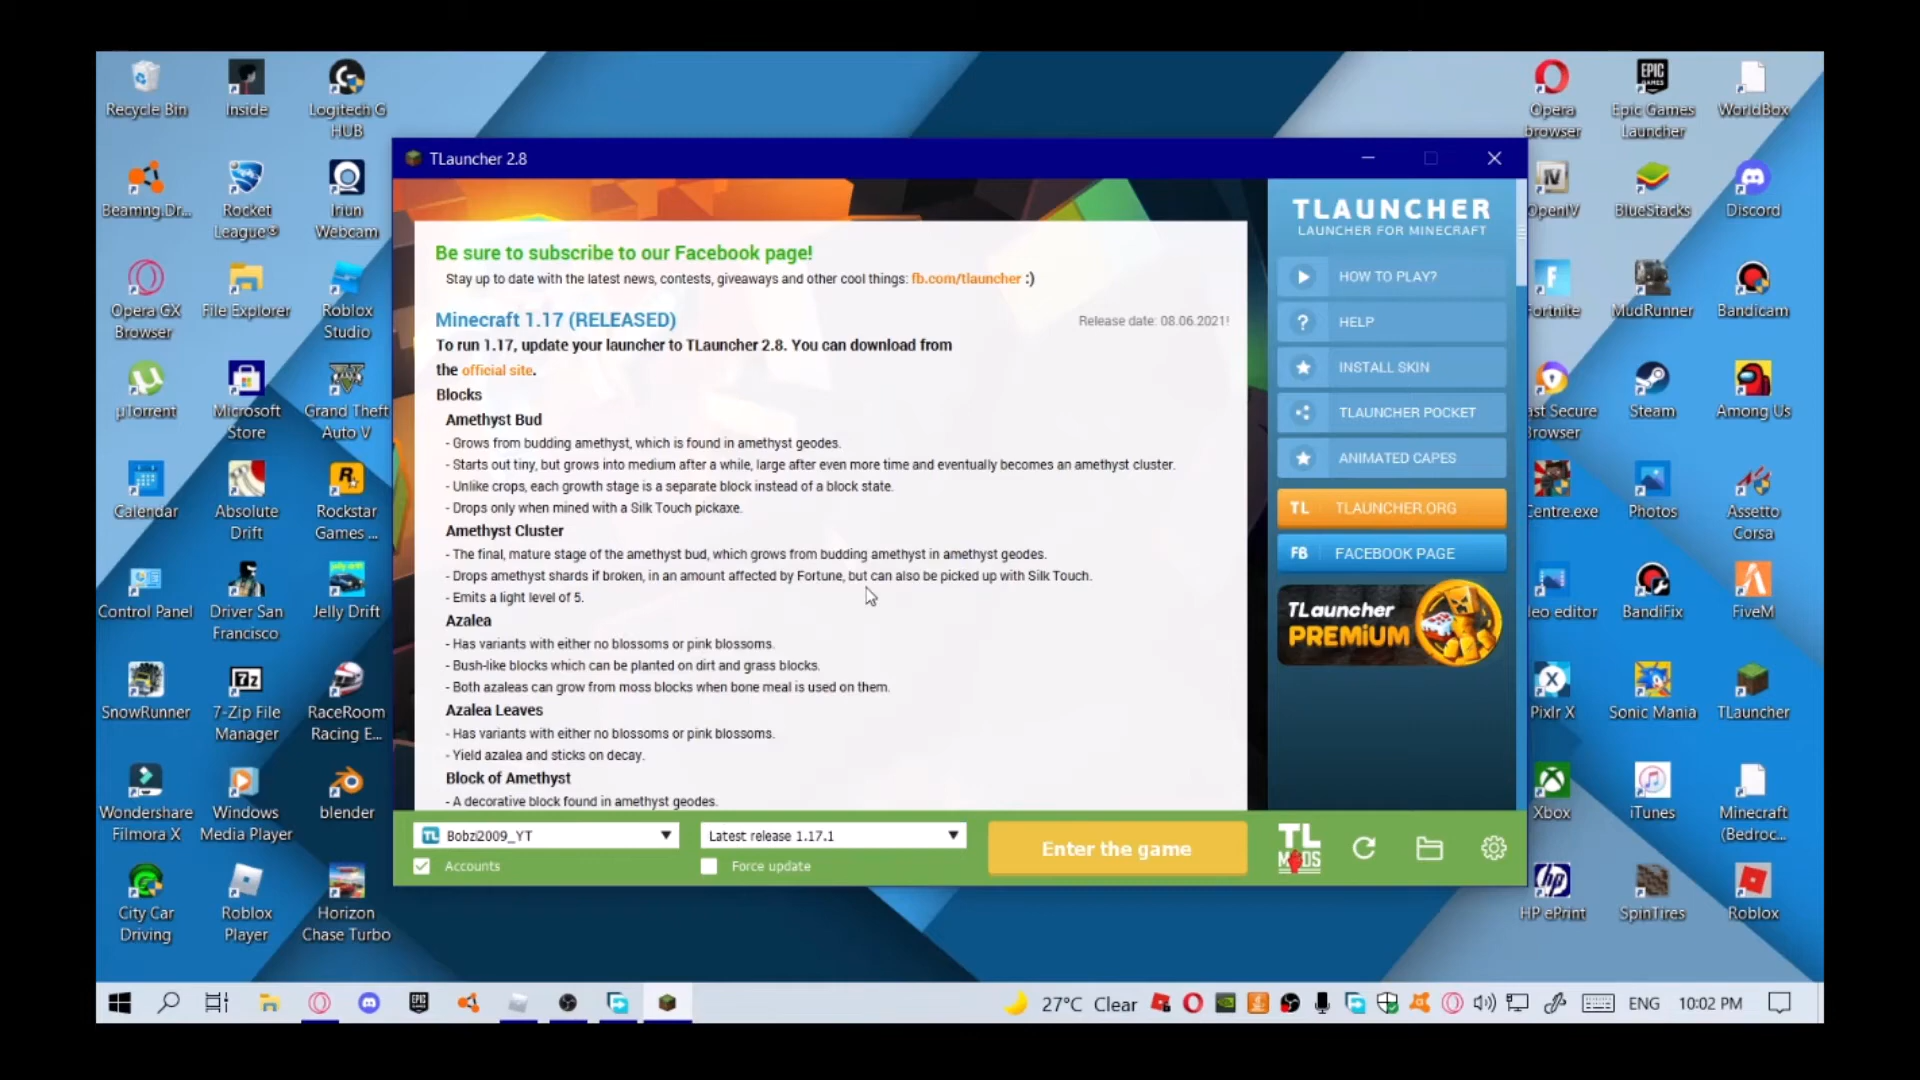 Recycle Bin
Inside
Logitech G
HUB
Opera
browser
Epic Games
Launcher
WorldBox
TLauncher 2.8
Beamng.Dr...
Rocket
League®
Iriun
Webcam
OpenIV
BlueStacks
Discord
Opera GX
Browser
File Explorer
Roblox
Studio
Fortnite
MudRunner
Bandicam
µTorrent
Microsoft
Store
Grand Theft
Auto V
ast Secure
Browser
Steam
Among Us
Calendar
Absolute
Drift
Rockstar
Games ...
Centre.exe
Photos
Assetto
Corsa
Control Panel
Driver San
Francisco
Jelly Drift
eo editor
BandiFix
FiveM
SnowRunner
7-Zip File
Manager
RaceRoom
Racing E...
Pixlr X
Sonic Mania
TLauncher
Wondershare
Filmora X
Windows
Media Player
blender
Xbox
iTunes
Minecraft
(Bedroc...
City Car
Driving
Roblox
Player
Horizon
Chase Turbo
HP ePrint
SpinTires
Roblox
Be sure to subscribe to our Facebook page!
Stay up to date with the latest news, contests, giveaways and other cool things: fb.com/tlauncher :)
Minecraft 1.17 (RELEASED)
Release date: 08.06.2021!
To run 1.17, update your launcher to TLauncher 2.8. You can download from
the official site.
Blocks
Amethyst Bud
- Grows from budding amethyst, which is found in amethyst geodes.
- Starts out tiny, but grows into medium after a while, large after even more time and eventually becomes an amethyst cluster.
- Unlike crops, each growth stage is a separate block instead of a block state.
- Drops only when mined with a Silk Touch pickaxe.
Amethyst Cluster
- The final, mature stage of the amethyst bud, which grows from budding amethyst in amethyst geodes.
- Drops amethyst shards if broken, in an amount affected by Fortune, but can also be picked up with Silk Touch.
- Emits a light level of 5.
Azalea
- Has variants with either no blossoms or pink blossoms.
- Bush-like blocks which can be planted on dirt and grass blocks.
- Both azaleas can grow from moss blocks when bone meal is used on them.
Azalea Leaves
- Has variants with either no blossoms or pink blossoms.
- Yield azalea and sticks on decay.
Block of Amethyst
- A decorative block found in amethyst geodes.
TLAUNCHER
LAUNCHER FOR MINECRAFT
HOW TO PLAY?
? HELP
INSTALL SKIN
TLAUNCHER POCKET
ANIMATED CAPES
TL TLAUNCHER.ORG
FB FACEBOOK PAGE
TLauncher
PREMIUM
TL Bobzi2009_YT
Latest release 1.17.1
Enter the game
TL
MODS
Accounts
Force update
27°C Clear
ENG
10:02 PM